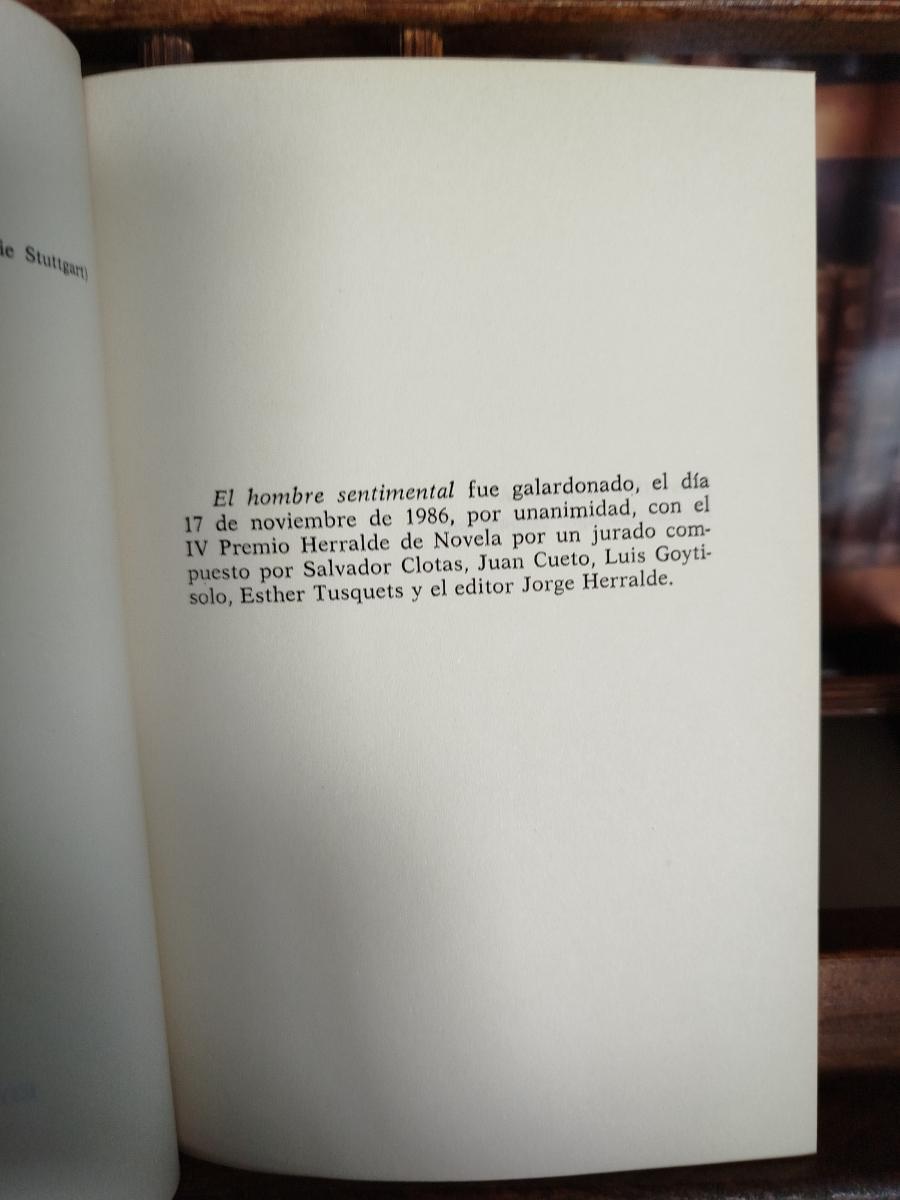 ie Stuttgart)
El hombre sentimental fue galardonado, el día
17 de noviembre de 1986, por unanimidad, con el
IV Premio Herralde de Novela por un jurado com-
puesto por Salvador Clotas, Juan Cueto, Luis Goyti-
solo, Esther Tusquets y el editor Jorge Herralde.